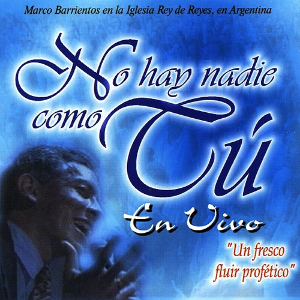 Marco Barrientos en la Iglesia Rey de Reyes, en Argentina
No hay nadie
como Tú
En Vivo
"Un fresco
fluir profético"